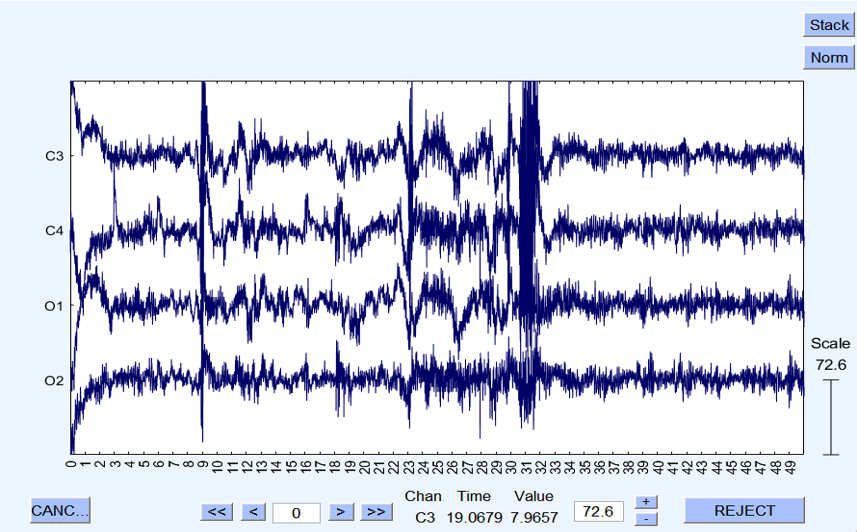 Stack
Norm
C3
C4
O1
O2
Scale
72.6
0 1 2 3 4 5 6 7 8 9 10 11 12 13 14 15 16 17 18 19 20 21 22 23 24 25 26 27 28 29 30 31 32 33 34 35 36 37 38 39 40 41 42 43 44 45 46 47 48 49
Chan Time Value
CANC... << < 0 > >> C3 19.0679 7.9657 72.6 + - REJECT